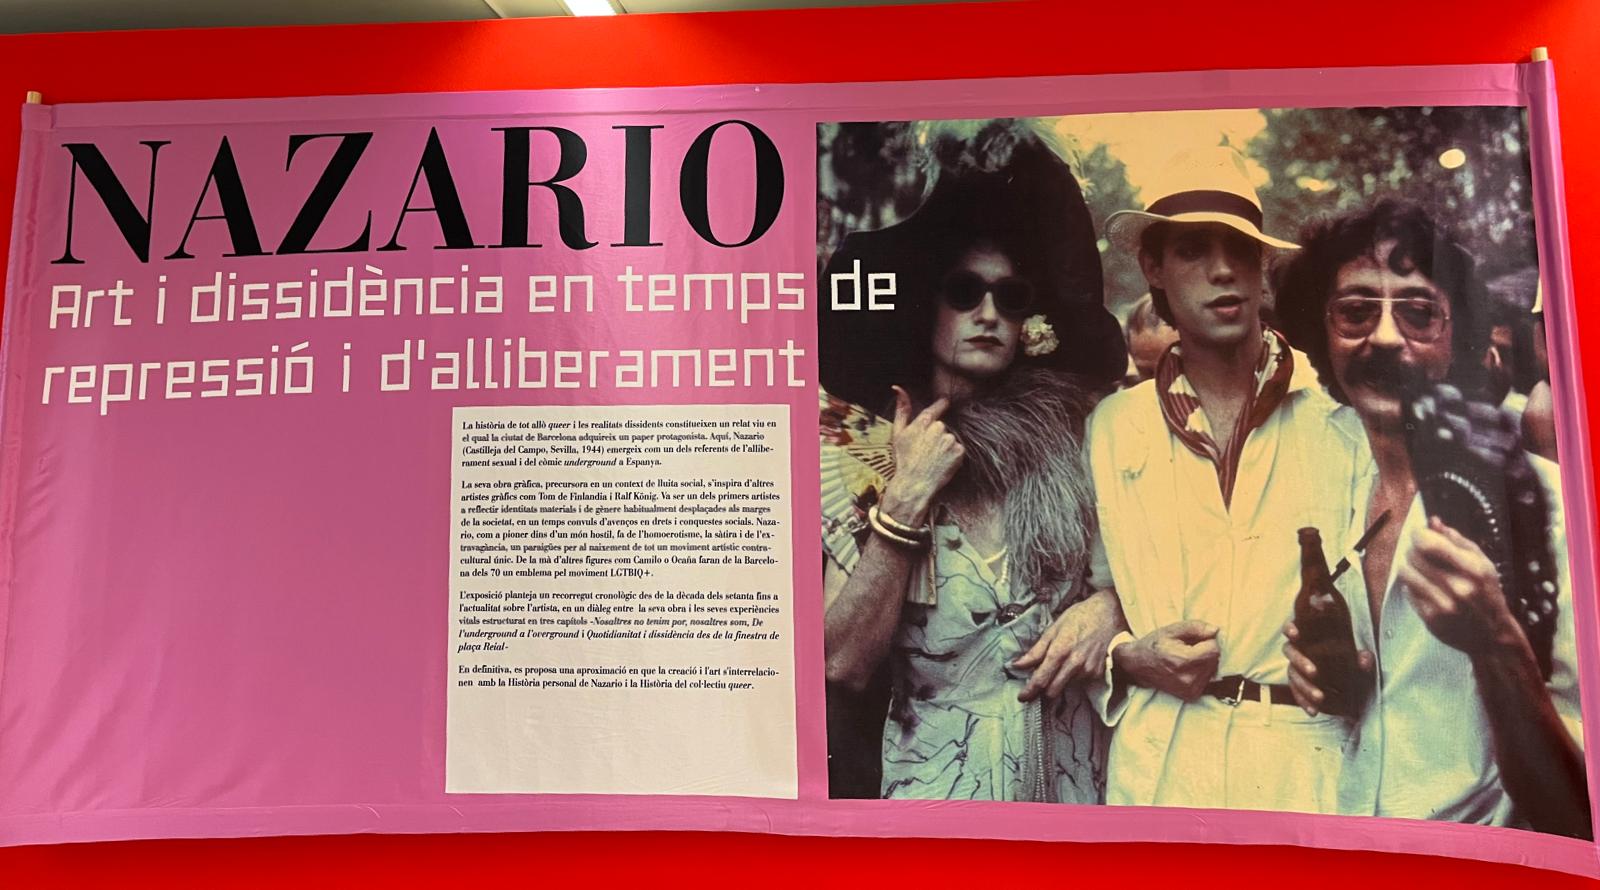 NAZARIO
Art i dissidència en temps de
repressió i d'alliberament
La història de tot allò queer i les realitats dissidents constitueixen un relat viu en
el qual la ciutat de Barcelona adquireix un paper protagonista. Aquí, Nazario
(Castilleja del Campo, Sevilla, 1944) emergeix com un dels referents de l'allibe-
rament sexual i del còmic underground a Espanya.
La seva obra gràfica, precursora en un context de lluita social, s'inspira d'altres
artistes gràfics com Tom de Finlandia i Ralf König. Va ser un dels primers artistes
a reflectir identitats materials i de gènere habitualment desplaçades als marges
de la societat, en un temps convuls d'avenços en drets i conquestes socials. Naza-
rio, com a pioner dins d'un món hostil, fa de l'homoerotisme, la sàtira i de l'ex-
travagància, un paraigües per al naixement de tot un moviment artístic contra-
cultural únic. De la mà d'altres figures com Camilo o Ocaña faran de la Barcelo-
na dels 70 un emblema pel moviment LGTBIQ+.
L'exposició planteja un recorregut cronològic des de la dècada dels setanta fins a
l'actualitat sobre l'artista, en un diàleg entre la seva obra i les seves experiències
vitals estructurat en tres capítols -Nosaltres no tenim por, nosaltres som, De
l'underground a l'overground i Quotidianitat i dissidència des de la finestra de
plaça Reial-
En definitiva, es proposa una aproximació en que la creació i l'art s'interrelacio-
nen amb la Història personal de Nazario i la Història del col·lectiu queer.